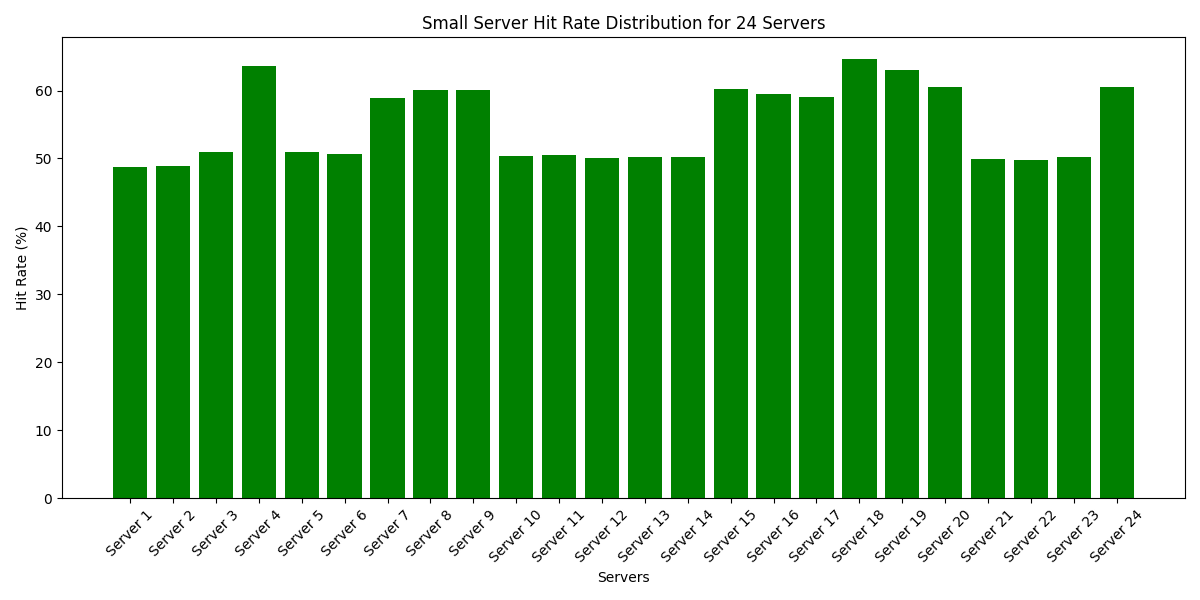 Small Server Hit Rate Distribution for 24 Servers
Hit Rate (%)
60
50
40
30
20
10
0
Server 1
Server 2
Server 3
Server 4
Server 5
Server 6
Server 7
Server 8
Server 9
Server 10
Server 11
Server 12
Server 13
Server 14
Server 15
Server 16
Server 17
Server 18
Server 19
Server 20
Server 21
Server 22
Server 23
Server 24
Servers